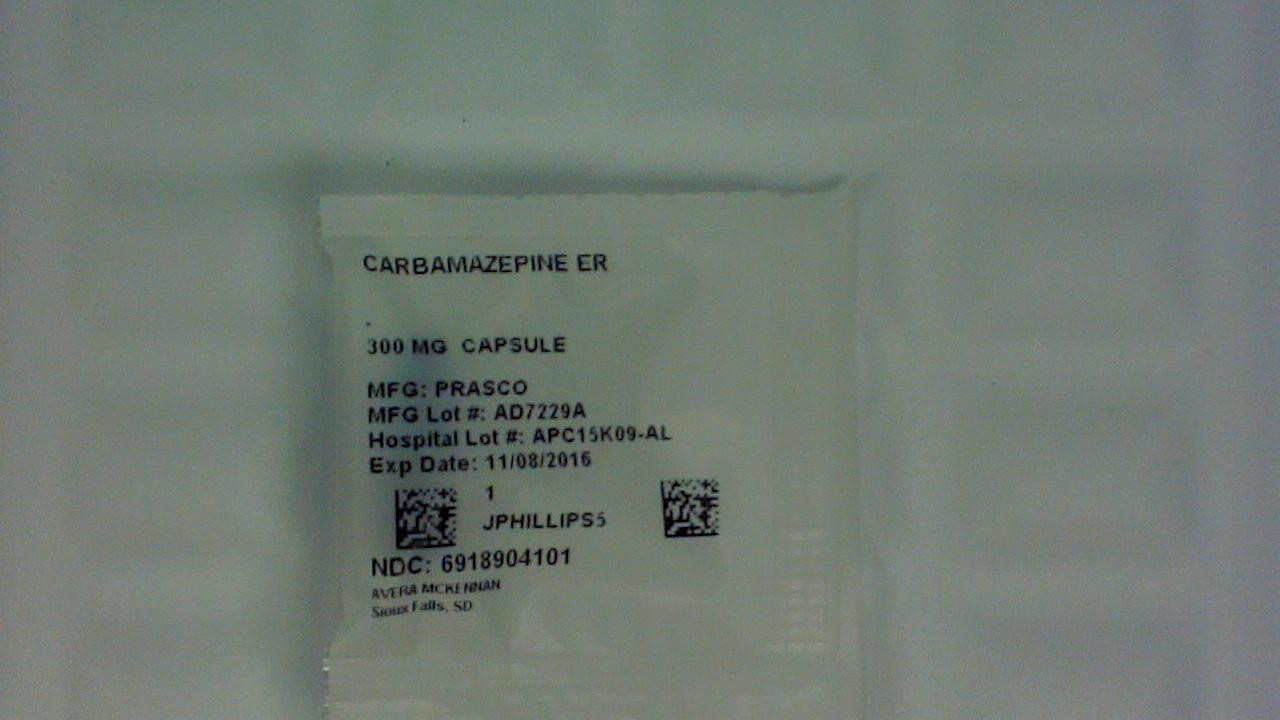 CARBAMAZEPINE ER
300 MG CAPSULE
MFG: PRASCO
MFG Lot #: AD7229A
Hospital Lot #: APC15K09-AL
Exp Date: 11/08/2016
1
JPHILLIPS5
NDC: 6918904101
AVERA MCKENNAN
Sioux Falls, SD